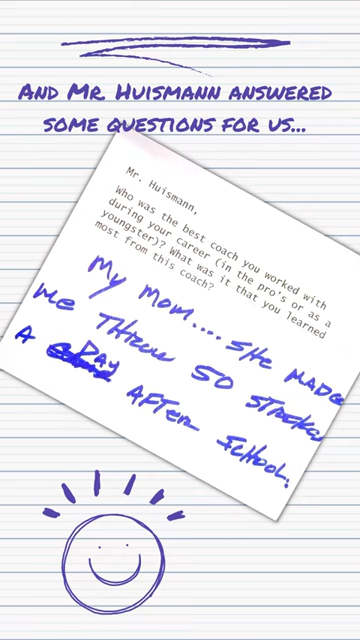 And Mr. Huismann answered
some questions for us...
Mr. Huismann,
Who was the best coach you worked with
during your career (in the pro's or as a
youngster)? What was it that you learned
most from this coach?
My mom.... she made
me throw 50 strikes
a Day
after school.